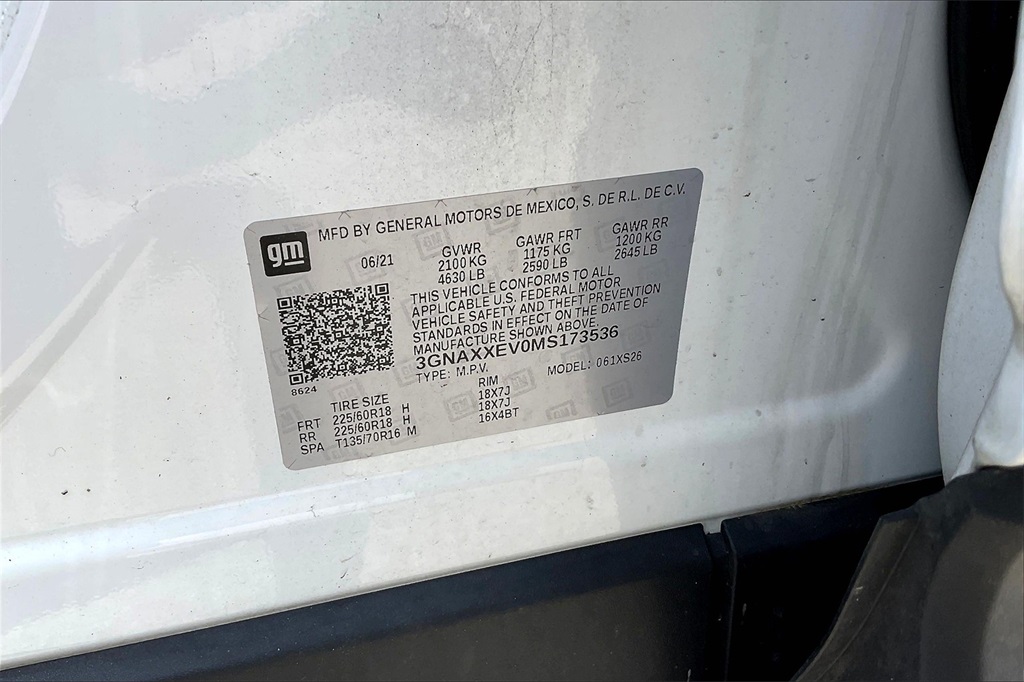 gm
MFD BY GENERAL MOTORS DE MEXICO, S. DE R.L. DE C.V.
06/21
GVWR GAWR FRT GAWR RR
2100 KG 1175 KG 1200 KG
4630 LB 2590 LB 2645 LB
THIS VEHICLE CONFORMS TO ALL
APPLICABLE U.S. FEDERAL MOTOR
VEHICLE SAFETY AND THEFT PREVENTION
STANDARDS IN EFFECT ON THE DATE OF
MANUFACTURE SHOWN ABOVE.
3GNAXXEV0MS173536
TYPE: M.P.V. MODEL: 061XS26
8624
TIRE SIZE RIM
FRT 225/60R18 H 18X7J
RR 225/60R18 H 18X7J
SPA T135/70R16 M 16X4BT